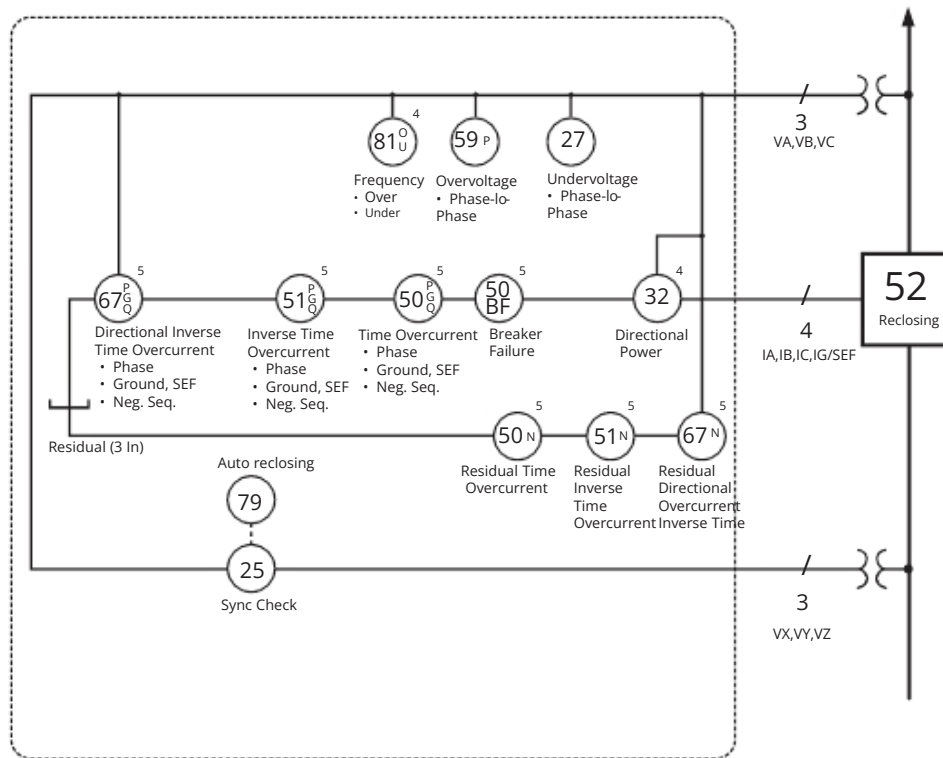 4
81 O U
59 P
27
3
VA,VB,VC
Frequency
• Over
• Under
Overvoltage
• Phase-lo-
Phase
Undervoltage
• Phase-lo-
Phase
5
67 P G Q
5
51 P G Q
5
50 P G Q
5
50
BF
4
32
52
Reclosing
4
IA,IB,IC,IG/SEF
Directional Inverse
Time Overcurrent
• Phase
• Ground, SEF
• Neg. Seq.
Inverse Time
Overcurrent
• Phase
• Ground, SEF
• Neg. Seq.
Time Overcurrent
• Phase
• Ground, SEF
• Neg. Seq.
Breaker
Failure
Directional
Power
Residual (3 In)
5
50 N
5
51 N
5
67 N
Residual Time
Overcurrent
Residual
Inverse
Time
Overcurrent
Residual
Directional
Overcurrent
Inverse Time
Auto reclosing
79
25
Sync Check
3
VX,VY,VZ